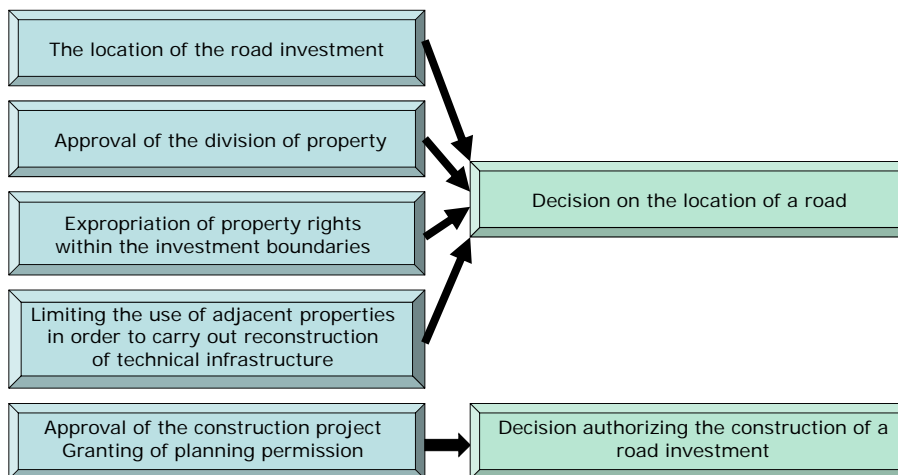 The location of the road investment
Approval of the division of property
Expropriation of property rights
within the investment boundaries
Limiting the use of adjacent properties
in order to carry out reconstruction
of technical infrastructure
Approval of the construction project
Granting of planning permission
Decision on the location of a road
Decision authorizing the construction of a
road investment